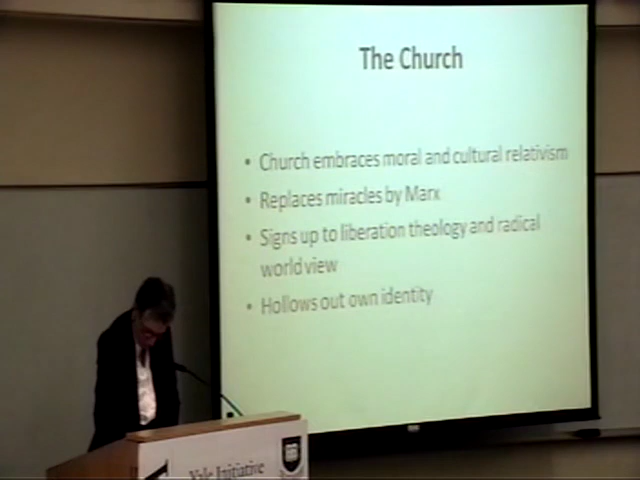 The Church
• Church embraces moral and cultural relativism
• Replaces miracles by Marx
• Signs up to liberation theology and radical
world view
• Hollows out own identity
Yale Initiative